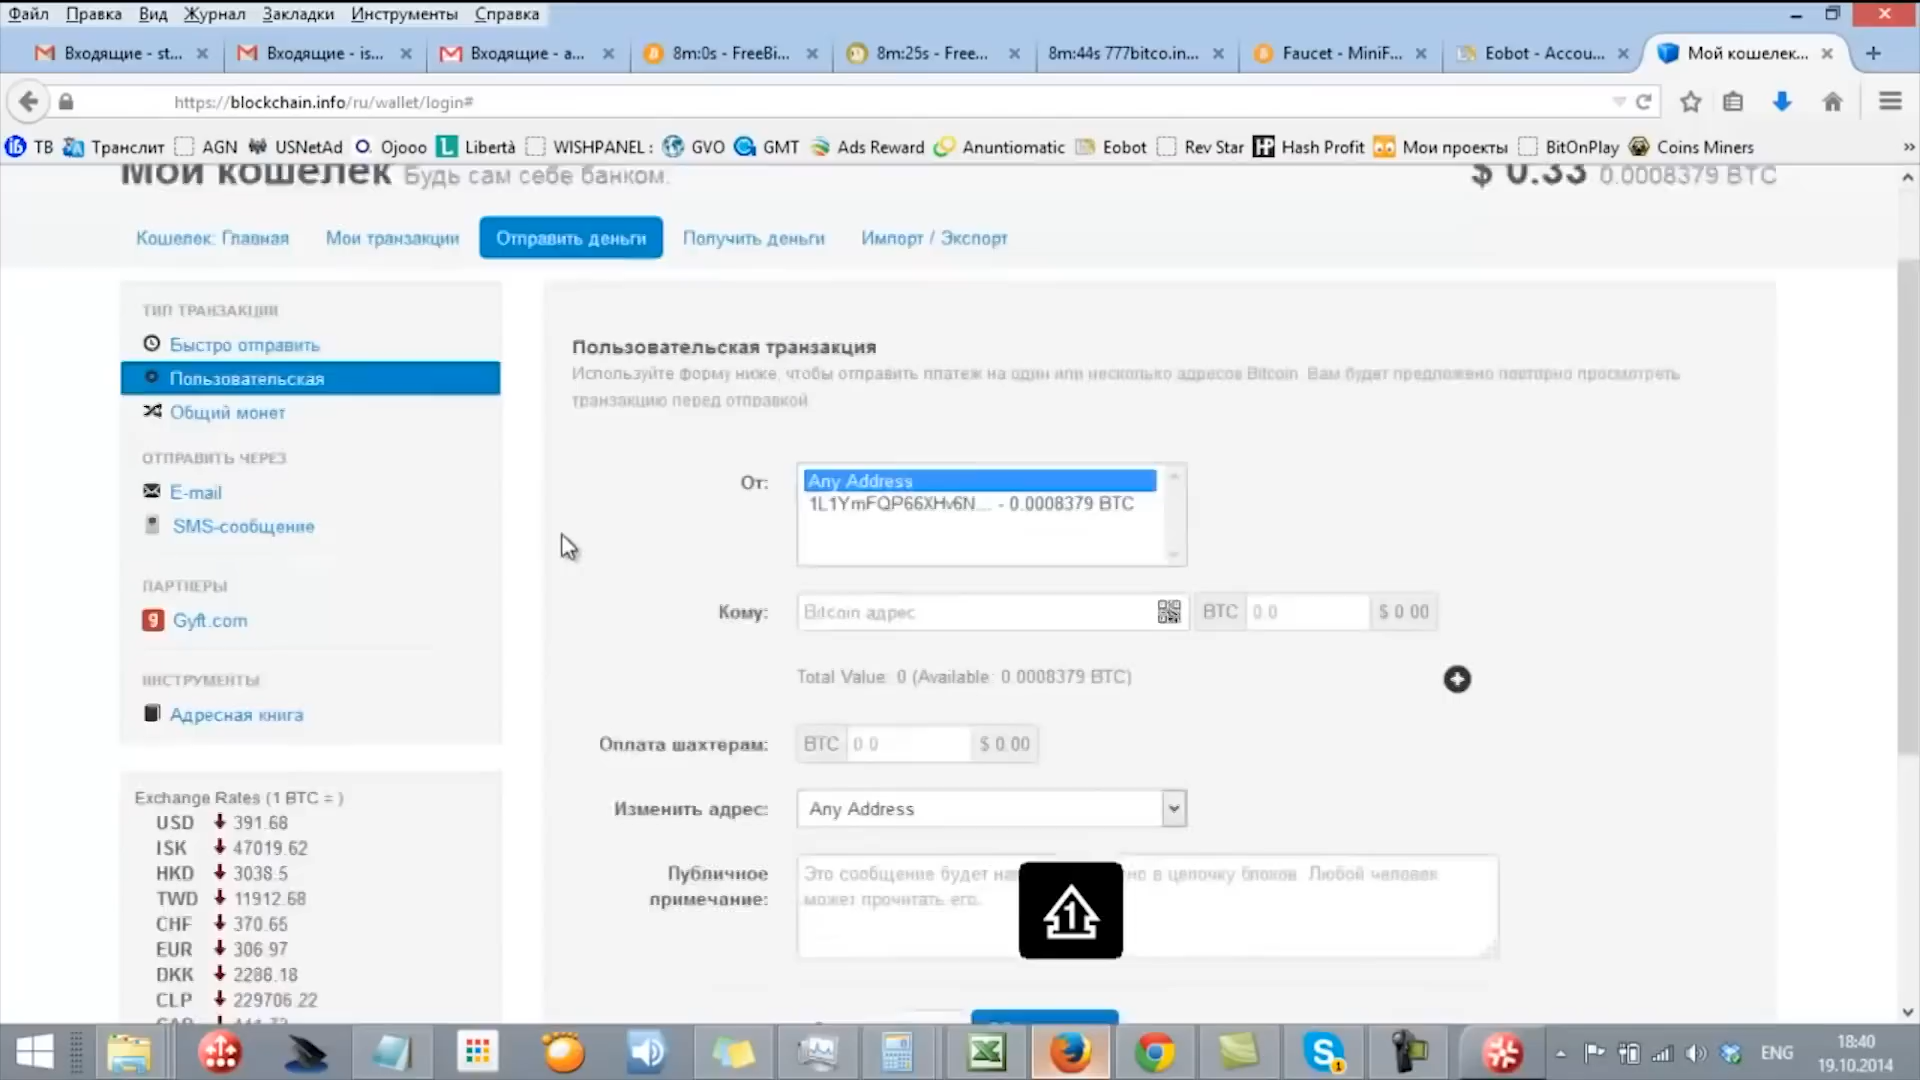 Файл Правка Вид Журнал Закладки Инструменты Справка
Входящие - st... Входящие - is... Входящие - a... 8m:0s - FreeBi... 8m:25s - Free... 8m:44s 777bitco.in... Faucet - MiniF... Eobot - Accou... Мой кошелек...
https://blockchain.info/ru/wallet/login#
ТВ Транслит AGN USNetAd Ojooo Libertà WISHPANEL : GVO GMT Ads Reward Anuntiomatic Eobot Rev Star Hash Profit Мои проекты BitOnPlay Coins Miners »
Мой кошелек Будь сам себе банком. $ 0.33 0.0008379 BTC
Кошелек: Главная Мои транзакции Отправить деньги Получить деньги Импорт / Экспорт
ТИП ТРАНЗАКЦИИ
Быстро отправить
Пользовательская
Общий монет
ОТПРАВИТЬ ЧЕРЕЗ
E-mail
SMS-сообщение
ПАРТНЕРЫ
Gyft.com
ИНСТРУМЕНТЫ
Адресная книга
Exchange Rates (1 BTC = )
USD 391.68
ISK 47019.62
HKD 3038.5
TWD 11912.68
CHF 370.65
EUR 306.97
DKK 2286.18
CLP 229706.22
Пользовательская транзакция
Используйте форму ниже, чтобы отправить платеж на один или несколько адресов Bitcoin. Вам будет предложено повторно просмотреть
транзакцию перед отправкой
От: Any Address
1L1YmFQP66XHv6N... - 0.0008379 BTC
Кому: Bitcoin адрес BTC 0.0 $ 0.00
Total Value: 0 (Available: 0.0008379 BTC)
Оплата шахтерам: BTC 0.0 $ 0.00
Изменить адрес: Any Address
Публичное примечание:
Это сообщение будет на но в цепочку блоков. Любой человек
может прочитать его.
1
ENG
18:40
19.10.2014